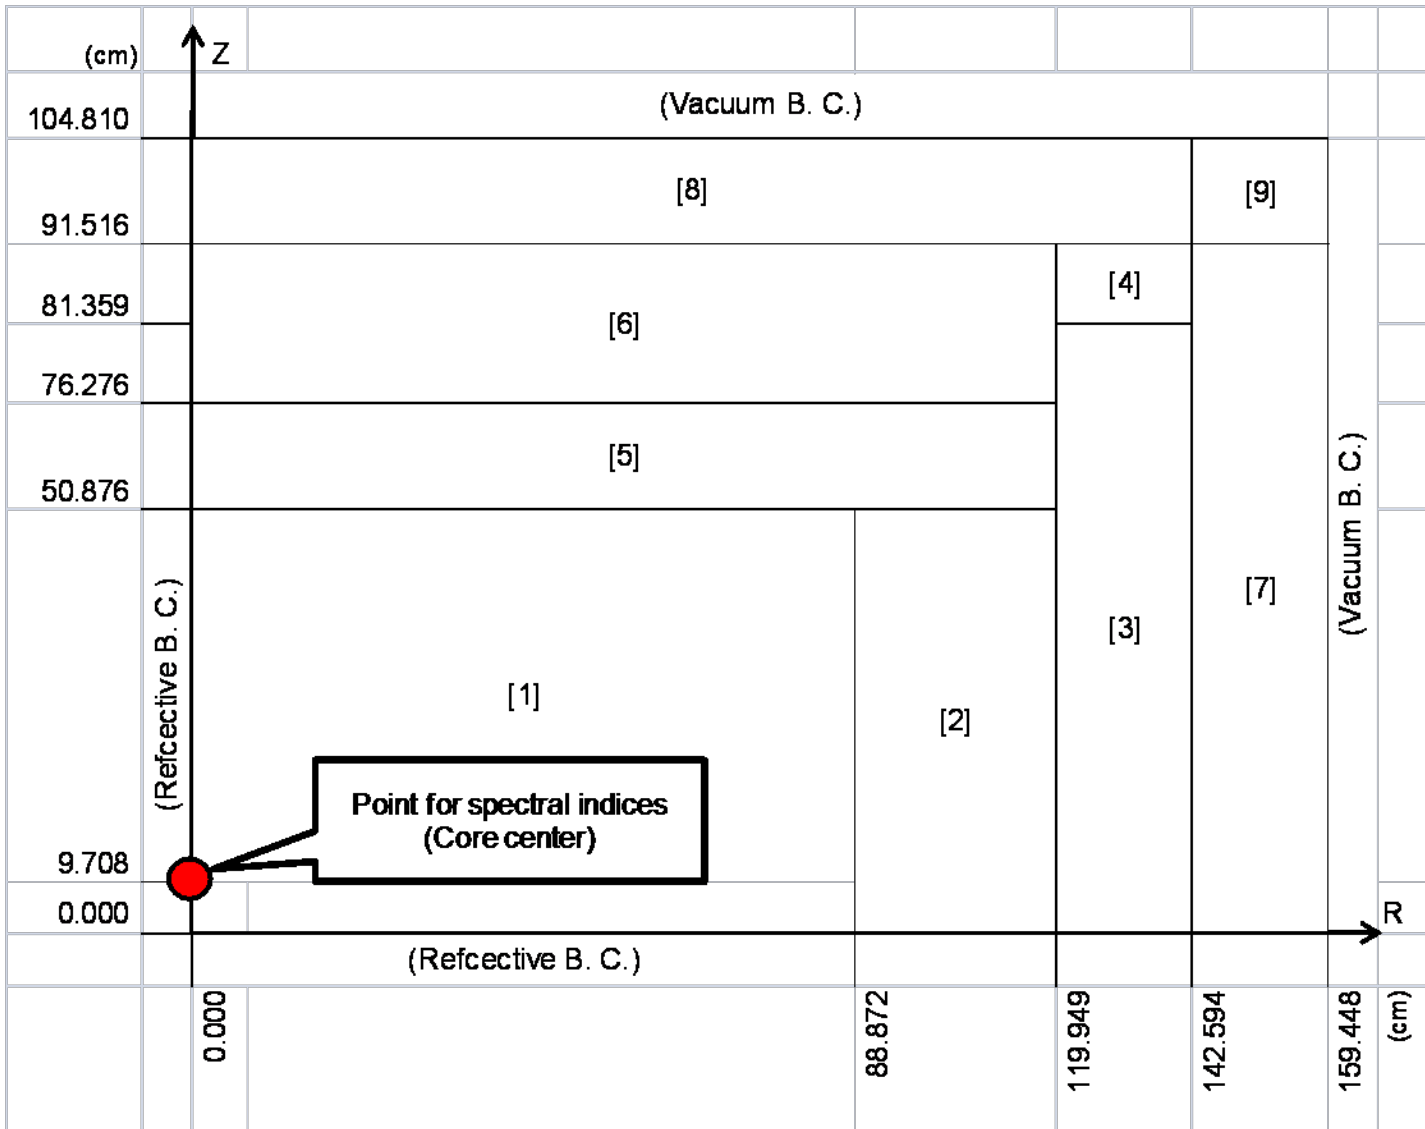 (cm)
Z
104.810
(Vacuum B. C.)
[8]
[9]
91.516
[4]
81.359
[6]
76.276
[5]
50.876
(Vacuum B. C.)
(Refcective B. C.)
[7]
[3]
[1]
[2]
Point for spectral indices
(Core center)
9.708
0.000
R
(Refcective B. C.)
0.000
88.872
119.949
142.594
159.448
(cm)